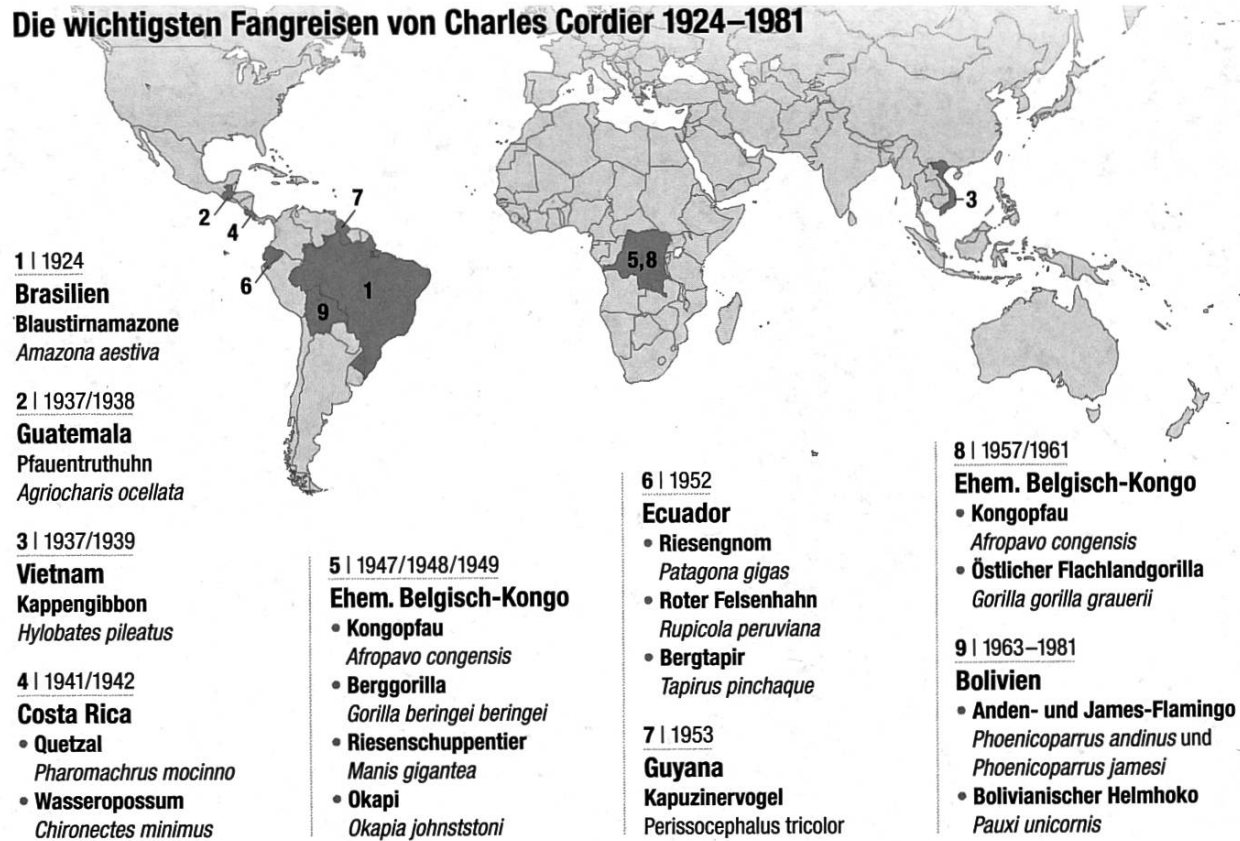 Die wichtigsten Fangreisen von Charles Cordier 1924–1981
7
2
4
3
6
5,8
1
9
1 | 1924
Brasilien
Blaustirnamazone
Amazona aestiva
2 | 1937/1938
Guatemala
Pfauentruthuhn
Agriocharis ocellata
3 | 1937/1939
Vietnam
Kappengibbon
Hylobates pileatus
4 | 1941/1942
Costa Rica
• Quetzal
Pharomachrus mocinno
• Wasseropossum
Chironectes minimus
5 | 1947/1948/1949
Ehem. Belgisch-Kongo
• Kongopfau
Afropavo congensis
• Berggorilla
Gorilla beringei beringei
• Riesenschuppentier
Manis gigantea
• Okapi
Okapia johnststoni
6 | 1952
Ecuador
• Riesengnom
Patagona gigas
• Roter Felsenhahn
Rupicola peruviana
• Bergtapir
Tapirus pinchaque
7 | 1953
Guyana
Kapuzinervogel
Perissocephalus tricolor
8 | 1957/1961
Ehem. Belgisch-Kongo
• Kongopfau
Afropavo congensis
• Östlicher Flachlandgorilla
Gorilla gorilla grauerii
9 | 1963–1981
Bolivien
• Anden- und James-Flamingo
Phoenicoparrus andinus und
Phoenicoparrus jamesi
• Bolivianischer Helmhoko
Pauxi unicornis